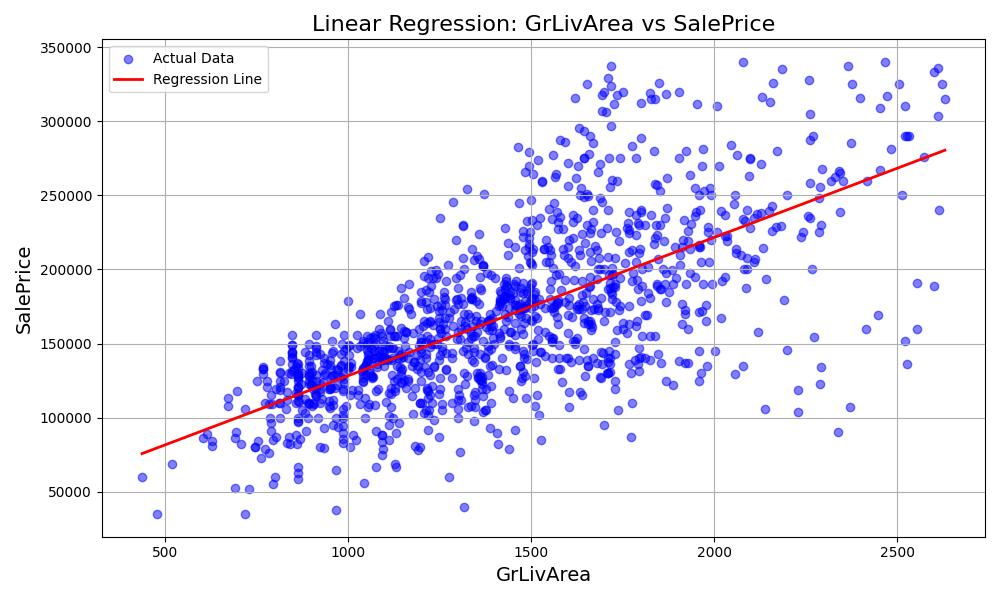 Linear Regression: GrLivArea vs SalePrice
Actual Data
Regression Line
350000
300000
250000
200000
150000
100000
50000
SalePrice
500 1000 1500 2000 2500
GrLivArea